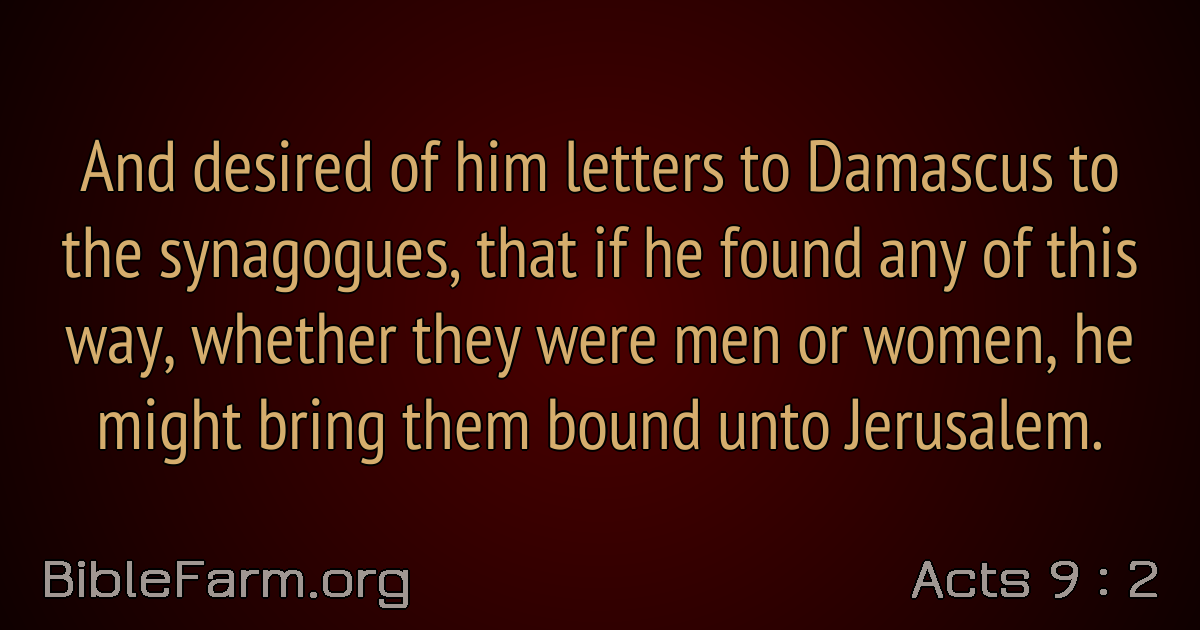 And desired of him letters to Damascus to
the synagogues, that if he found any of this
way, whether they were men or women, he
might bring them bound unto Jerusalem.
BibleFarm.org
Acts 9 : 2